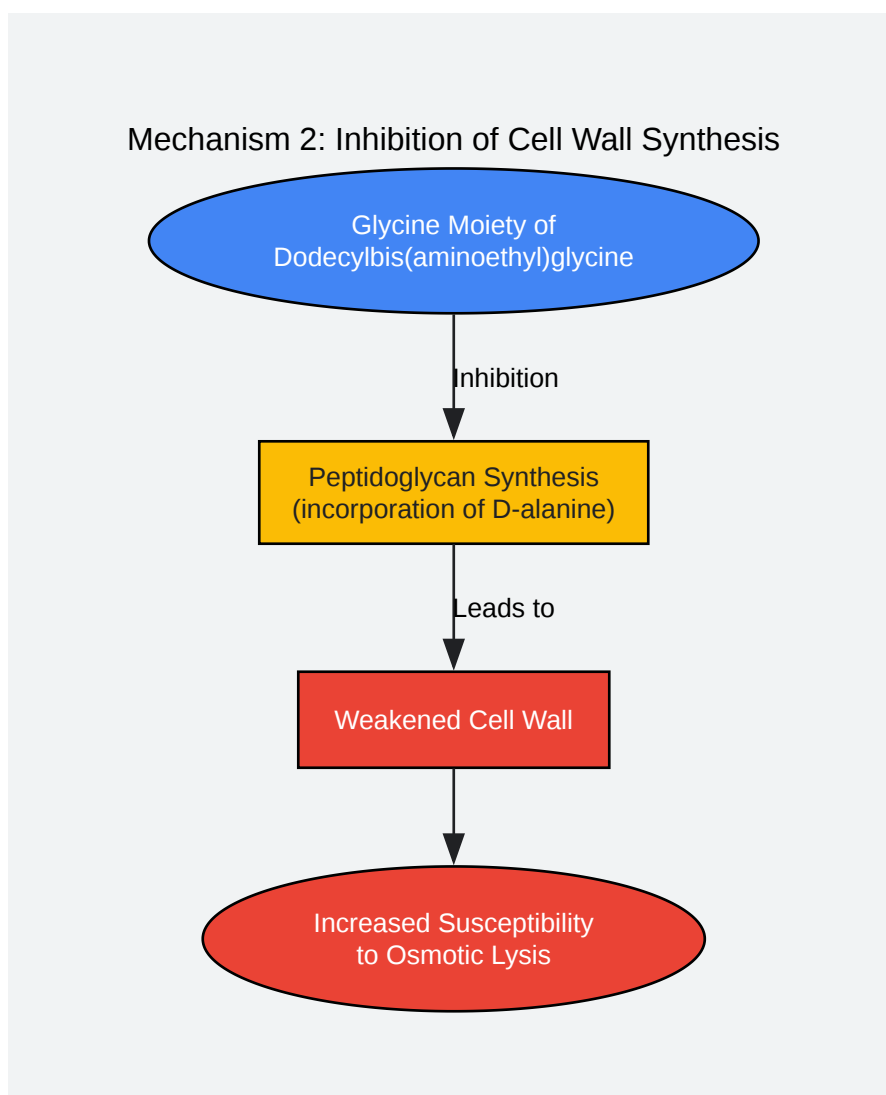 Mechanism 2: Inhibition of Cell Wall Synthesis
Glycine Moiety of
Dodecylbis(aminoethyl)glycine
Inhibition
Peptidoglycan Synthesis
(incorporation of D-alanine)
Leads to
Weakened Cell Wall
Increased Susceptibility
to Osmotic Lysis